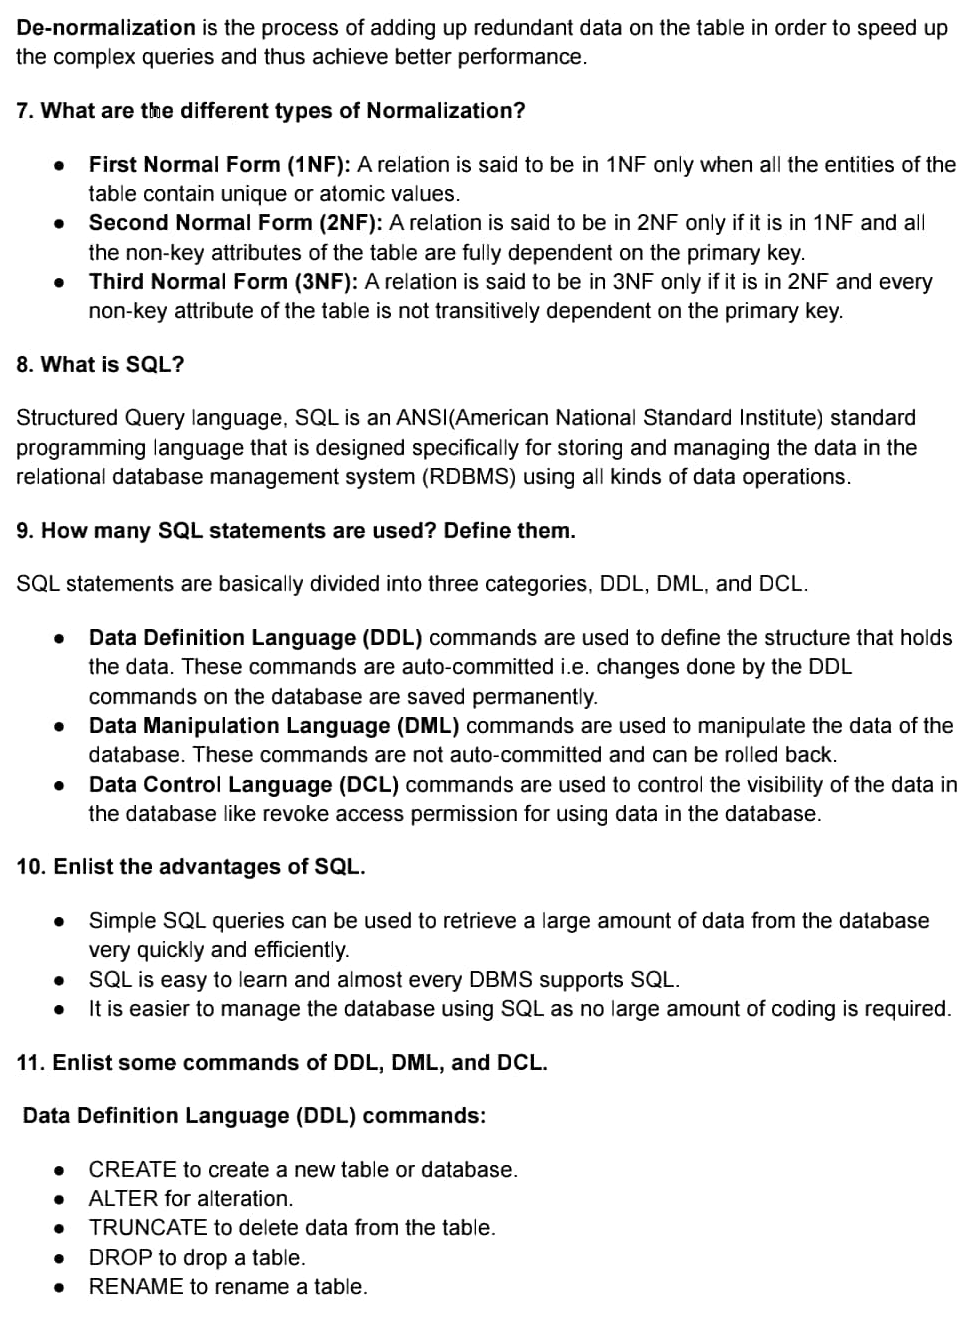 De-normalization is the process of adding up redundant data on the table in order to speed up
the complex queries and thus achieve better performance.
7. What are the different types of Normalization?
● First Normal Form (1NF): A relation is said to be in 1NF only when all the entities of the
table contain unique or atomic values.
● Second Normal Form (2NF): A relation is said to be in 2NF only if it is in 1NF and all
the non-key attributes of the table are fully dependent on the primary key.
● Third Normal Form (3NF): A relation is said to be in 3NF only if it is in 2NF and every
non-key attribute of the table is not transitively dependent on the primary key.
8. What is SQL?
Structured Query language, SQL is an ANSI(American National Standard Institute) standard
programming language that is designed specifically for storing and managing the data in the
relational database management system (RDBMS) using all kinds of data operations.
9. How many SQL statements are used? Define them.
SQL statements are basically divided into three categories, DDL, DML, and DCL.
● Data Definition Language (DDL) commands are used to define the structure that holds
the data. These commands are auto-committed i.e. changes done by the DDL
commands on the database are saved permanently.
● Data Manipulation Language (DML) commands are used to manipulate the data of the
database. These commands are not auto-committed and can be rolled back.
● Data Control Language (DCL) commands are used to control the visibility of the data in
the database like revoke access permission for using data in the database.
10. Enlist the advantages of SQL.
● Simple SQL queries can be used to retrieve a large amount of data from the database
very quickly and efficiently.
● SQL is easy to learn and almost every DBMS supports SQL.
● It is easier to manage the database using SQL as no large amount of coding is required.
11. Enlist some commands of DDL, DML, and DCL.
Data Definition Language (DDL) commands:
● CREATE to create a new table or database.
● ALTER for alteration.
● TRUNCATE to delete data from the table.
● DROP to drop a table.
● RENAME to rename a table.